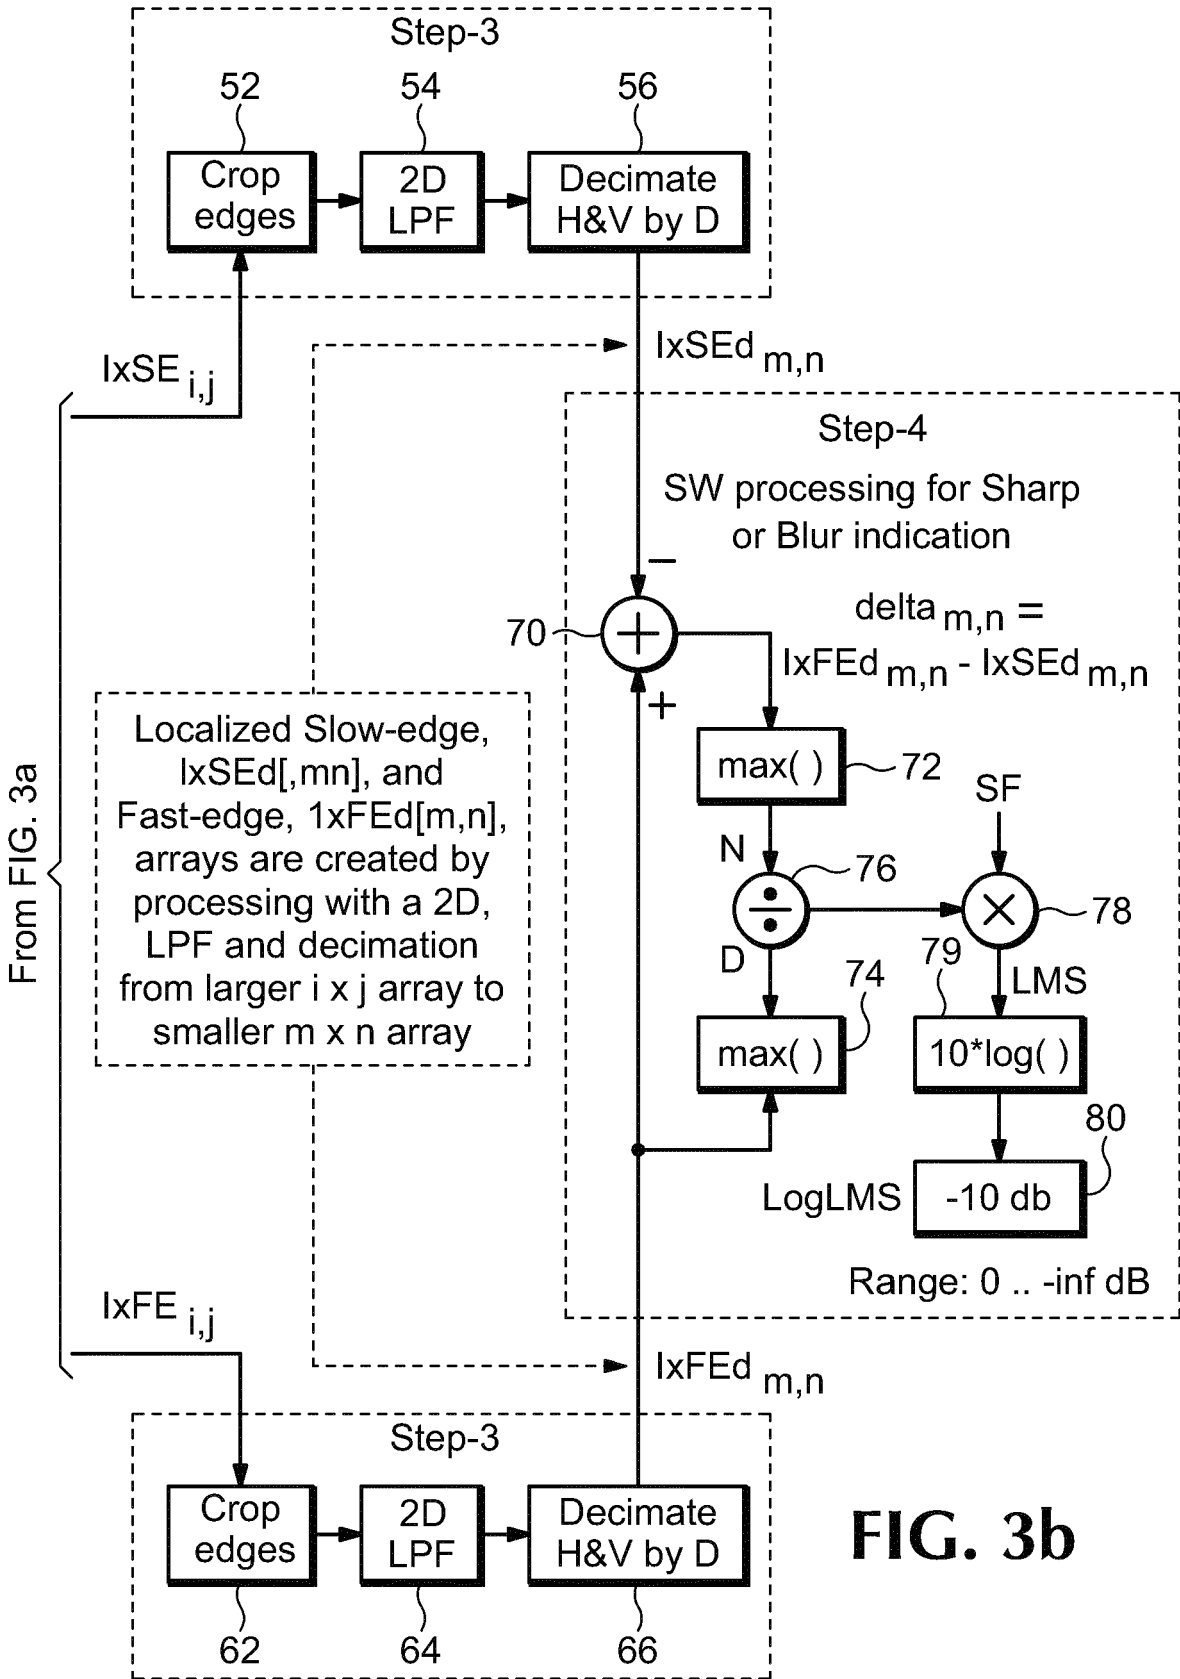 Step-3
52
54
56
Crop
edges
2D
LPF
Decimate
H&V by D
IxSE i,j
IxSEd m,n
From FIG. 3a
Step-4
SW processing for Sharp
or Blur indication
−
70
+
+
delta m,n =
IxFEd m,n - IxSEd m,n
Localized Slow-edge,
IxSEd[,mn], and
Fast-edge, 1xFEd[m,n],
arrays are created by
processing with a 2D,
LPF and decimation
from larger i x j array to
smaller m x n array
max( )
72
SF
N
76
÷
×
78
D
79
LMS
74
max( )
10*log( )
80
LogLMS
-10 db
Range: 0 .. -inf dB
IxFE i,j
IxFEd m,n
Step-3
Crop
edges
2D
LPF
Decimate
H&V by D
62
64
66
FIG. 3b